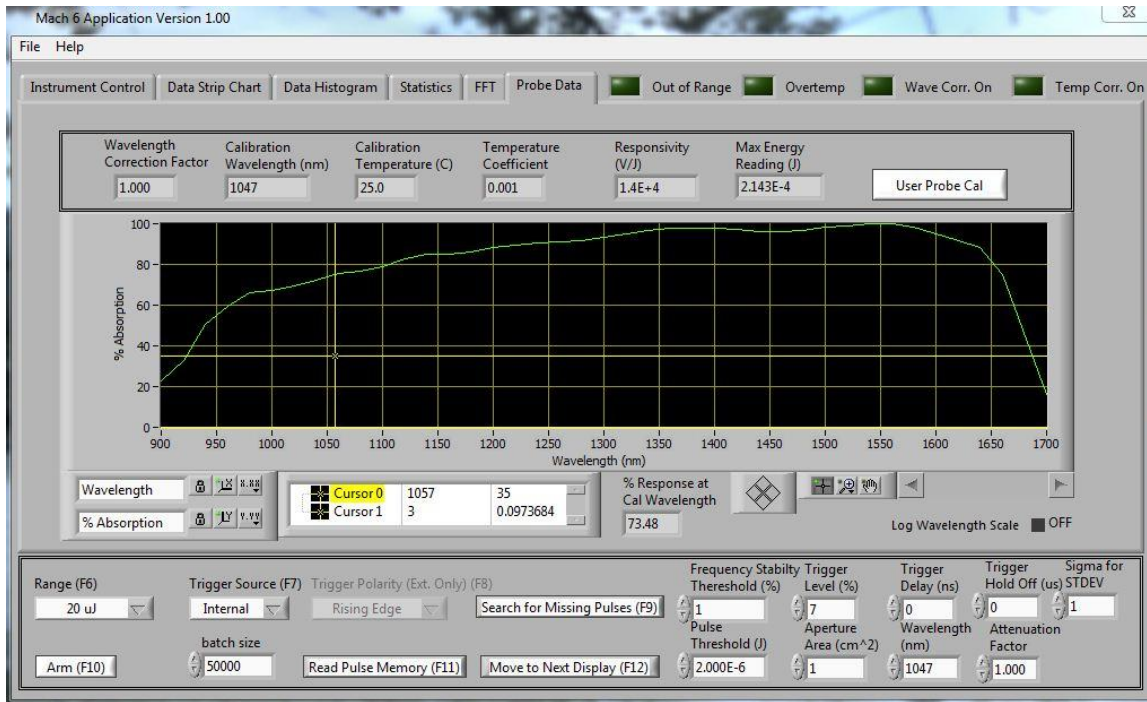 Mach 6 Application Version 1.00
File Help
Instrument Control Data Strip Chart Data Histogram Statistics FFT Probe Data Out of Range Overtemp Wave Corr. On Temp Corr. On
Wavelength Correction Factor
1.000
Calibration Wavelength (nm)
1047
Calibration Temperature (C)
25.0
Temperature Coefficient
0.001
Responsivity (V/J)
1.4E+4
Max Energy Reading (J)
2.143E-4
User Probe Cal
% Absorption
100
80
60
40
20
0
900 950 1000 1050 1100 1150 1200 1250 1300 1350 1400 1450 1500 1550 1600 1650 1700
Wavelength (nm)
Wavelength
% Absorption
X.XX
Y.YY
Cursor 0 1057 35
Cursor 1 3 0.0973684
% Response at
Cal Wavelength
73.48
Log Wavelength Scale OFF
Range (F6)
20 uJ
Trigger Source (F7)
Internal
Trigger Polarity (Ext. Only) (F8)
Rising Edge
Search for Missing Pulses (F9)
Arm (F10)
batch size
50000
Read Pulse Memory (F11)
Move to Next Display (F12)
Frequency Stabilty
Thereshold (%)
1
Trigger
Level (%)
7
Trigger
Delay (ns)
0
Trigger
Hold Off (us)
0
Sigma for
STDEV
1
Pulse
Threshold (J)
2.000E-6
Aperture
Area (cm^2)
1
Wavelength
(nm)
1047
Attenuation
Factor
1.000